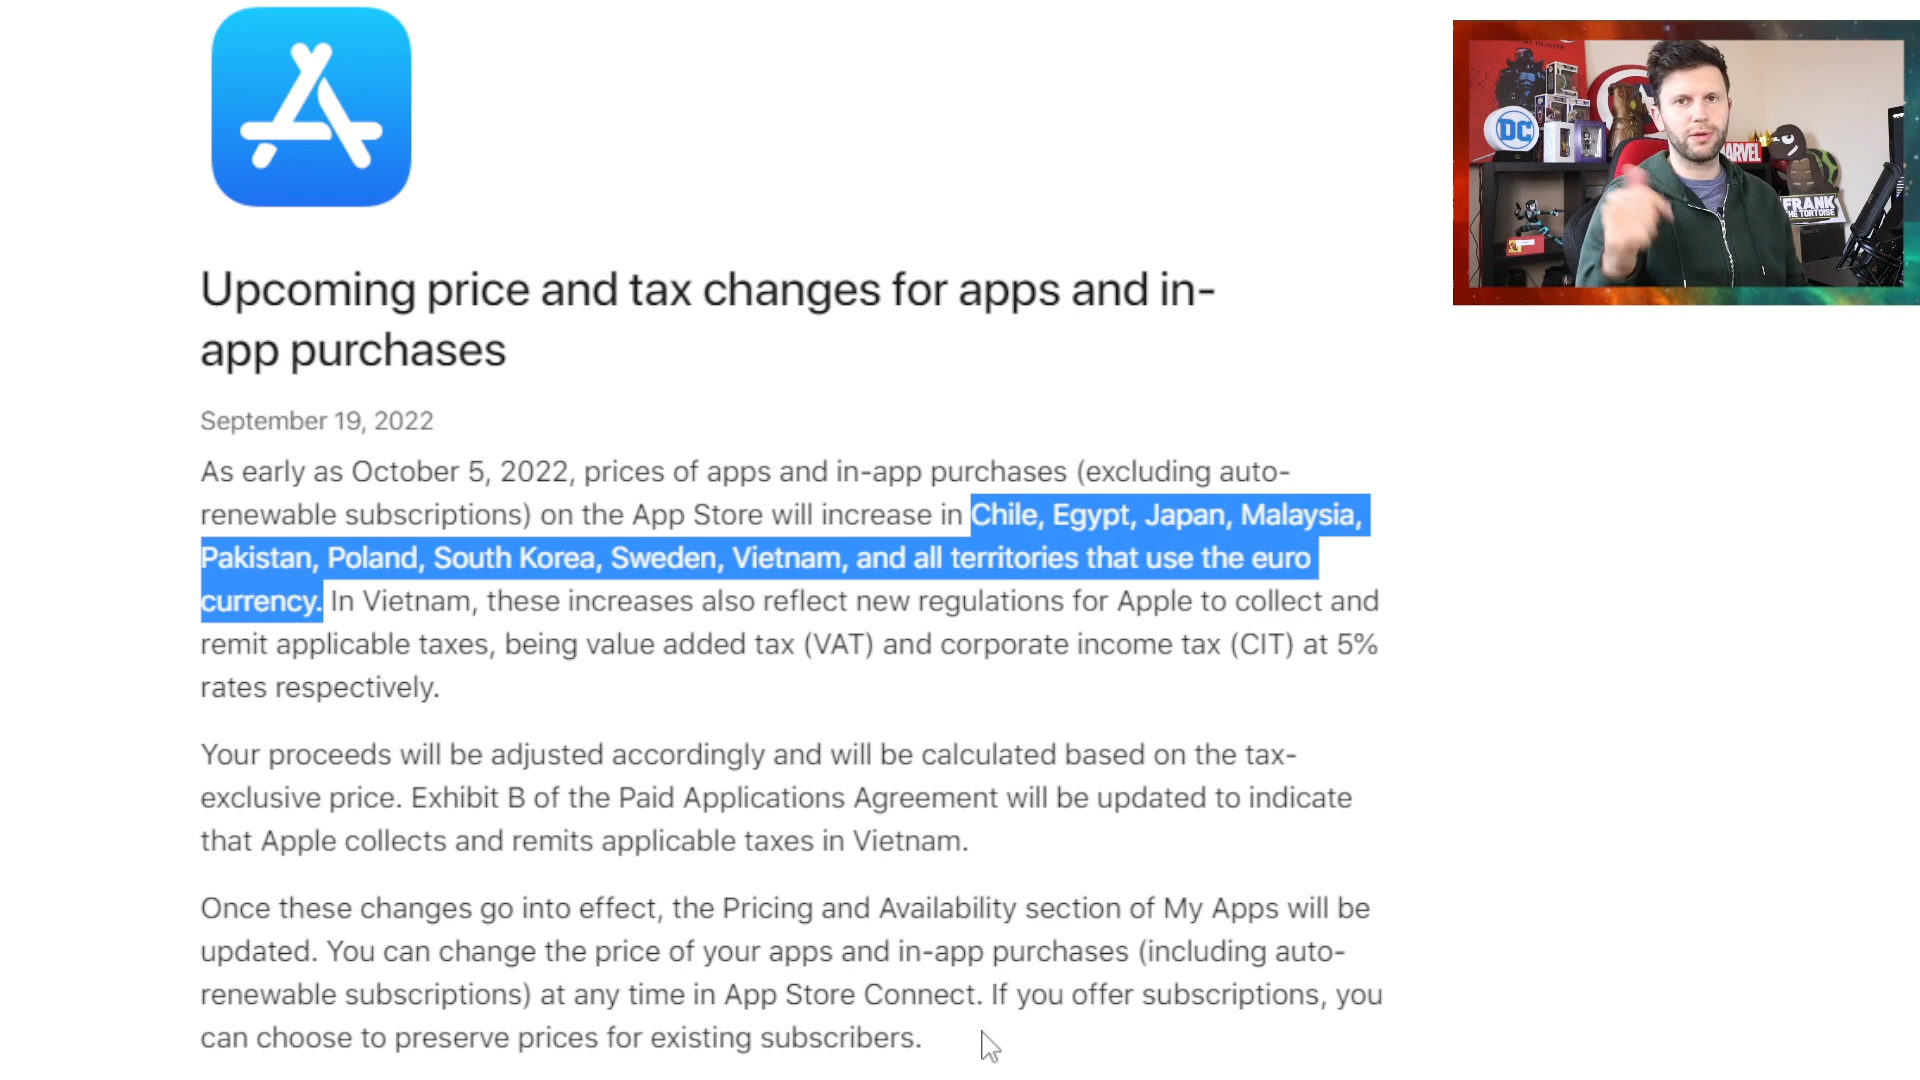 Upcoming price and tax changes for apps and in-
app purchases
September 19, 2022
As early as October 5, 2022, prices of apps and in-app purchases (excluding auto-
renewable subscriptions) on the App Store will increase in Chile, Egypt, Japan, Malaysia,
Pakistan, Poland, South Korea, Sweden, Vietnam, and all territories that use the euro
currency. In Vietnam, these increases also reflect new regulations for Apple to collect and
remit applicable taxes, being value added tax (VAT) and corporate income tax (CIT) at 5%
rates respectively.
Your proceeds will be adjusted accordingly and will be calculated based on the tax-
exclusive price. Exhibit B of the Paid Applications Agreement will be updated to indicate
that Apple collects and remits applicable taxes in Vietnam.
Once these changes go into effect, the Pricing and Availability section of My Apps will be
updated. You can change the price of your apps and in-app purchases (including auto-
renewable subscriptions) at any time in App Store Connect. If you offer subscriptions, you
can choose to preserve prices for existing subscribers.
DC
MARVEL
FRANK
THE TORTOISE